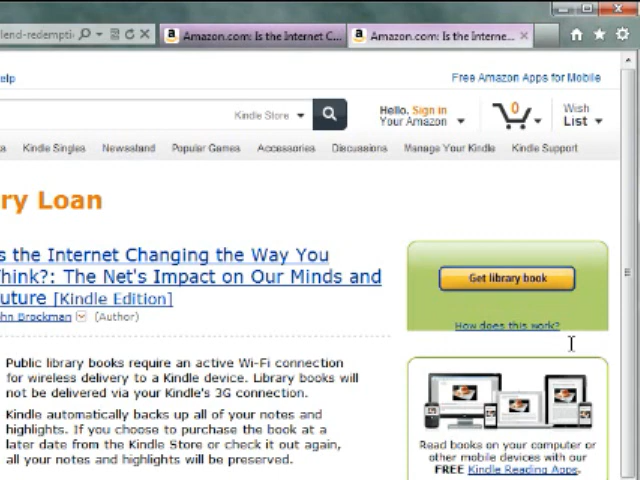 lend-redempti
Amazon.com: Is the Internet C...
Amazon.com: Is the Interne...
elp
Free Amazon Apps for Mobile
Kindle Store
Hello, Sign in
Your Amazon
0
Wish
List
Kindle Singles
Newsstand
Popular Games
Accessories
Discussions
Manage Your Kindle
Kindle Support
ry Loan
s the Internet Changing the Way You
Think?: The Net's Impact on Our Minds and
uture [Kindle Edition]
hn Brockman (Author)
Get library book
How does this work?
Public library books require an active Wi-Fi connection
for wireless delivery to a Kindle device. Library books will
not be delivered via your Kindle's 3G connection.
Kindle automatically backs up all of your notes and
highlights. If you choose to purchase the book at a
later date from the Kindle Store or check it out again,
all your notes and highlights will be preserved.
Read books on your computer or
other mobile devices with our
FREE Kindle Reading Apps.